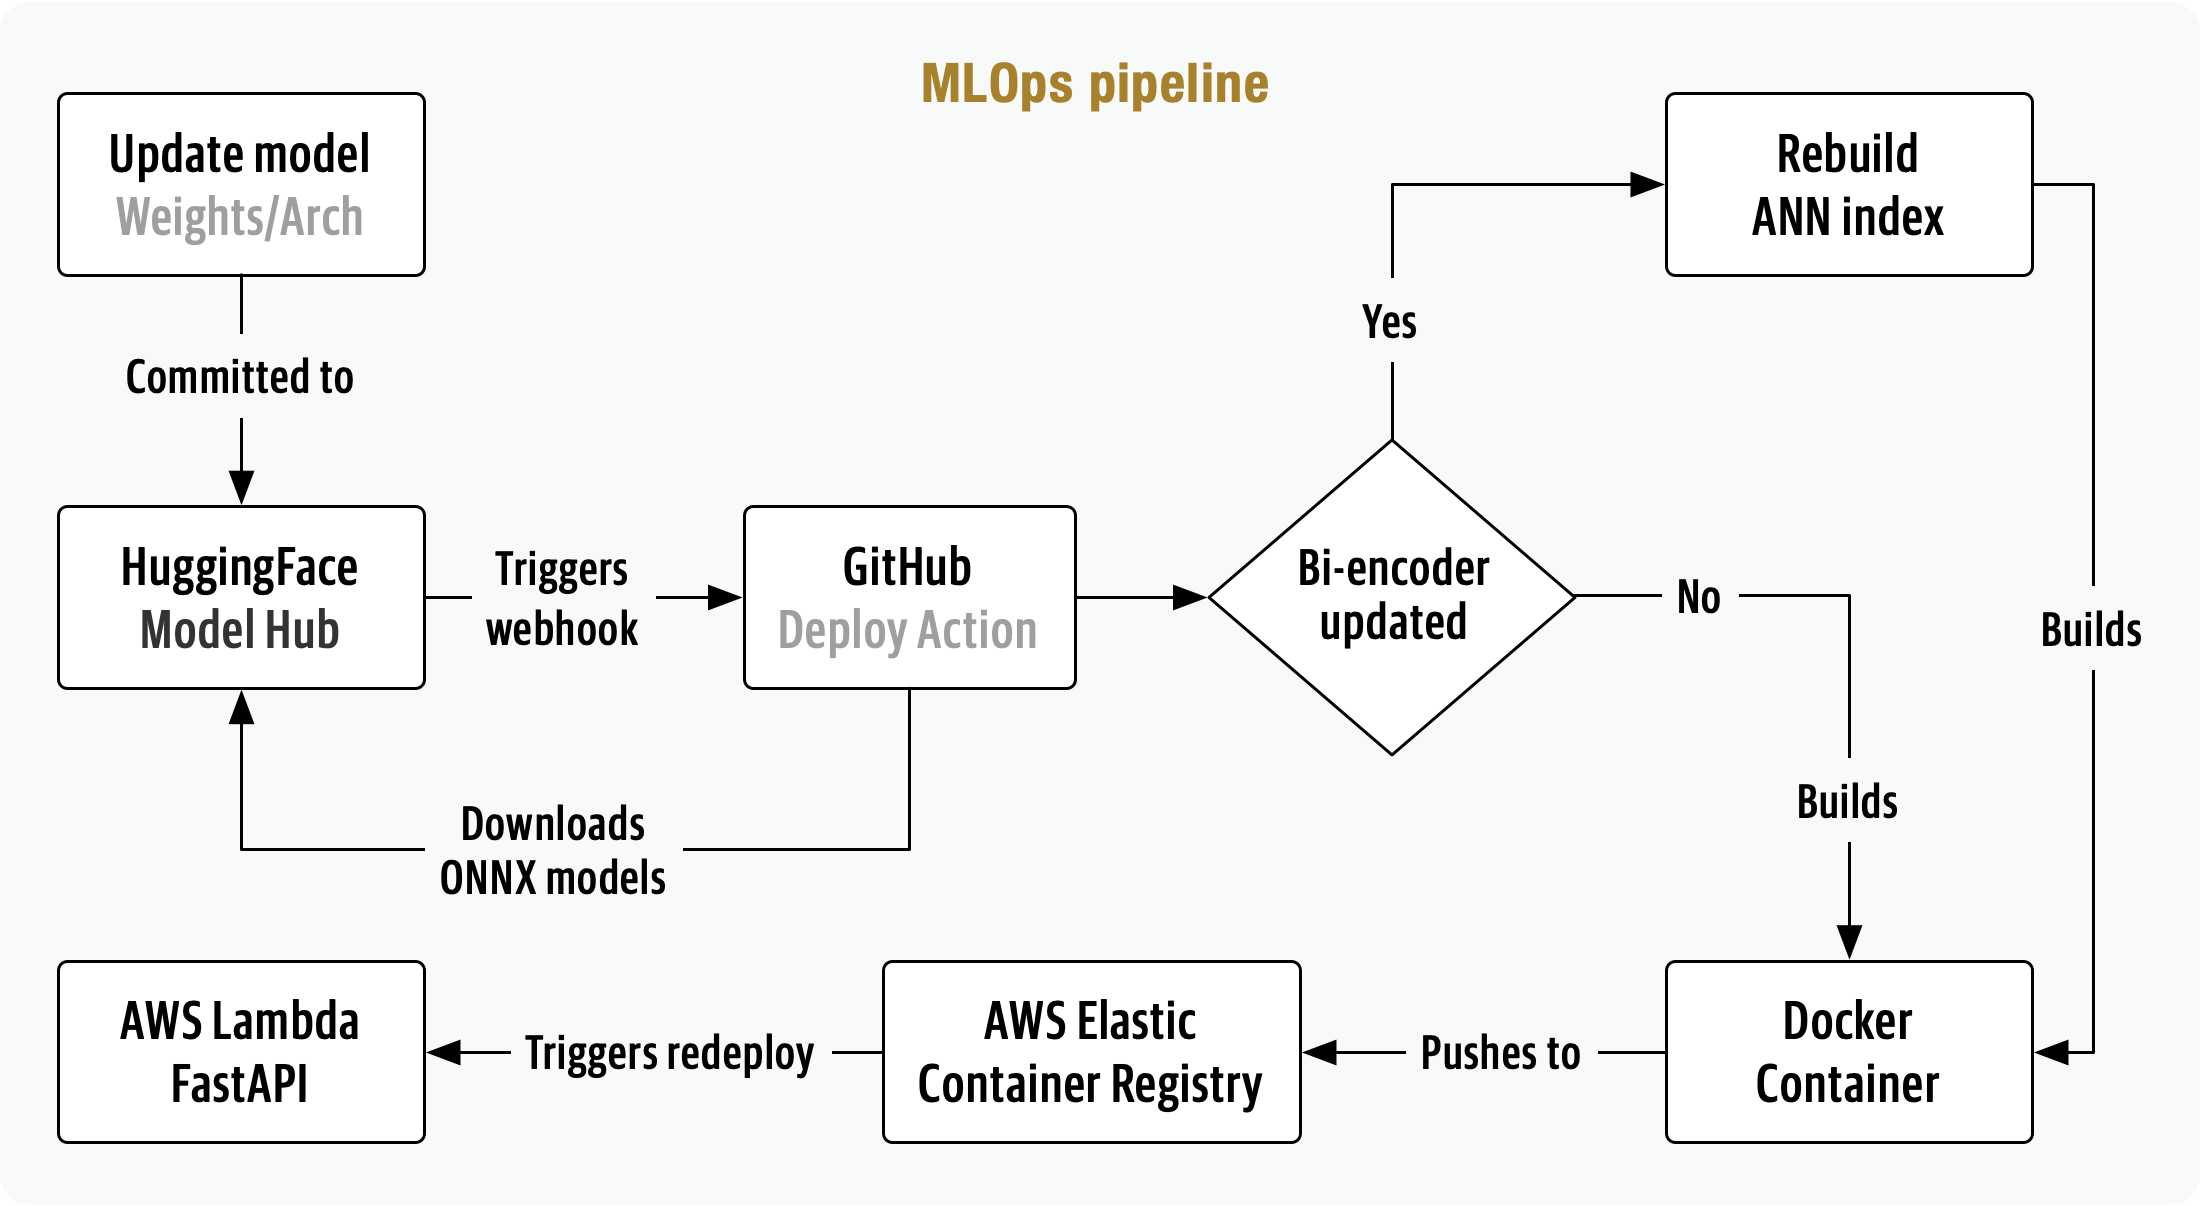 MLOps pipeline
Update model
Weights/Arch
Rebuild
ANN index
Yes
Committed to
HuggingFace
Model Hub
Triggers
webhook
GitHub
Deploy Action
Bi-encoder
updated
No
Builds
Builds
Downloads
ONNX models
AWS Lambda
FastAPI
Triggers redeploy
AWS Elastic
Container Registry
Pushes to
Docker
Container